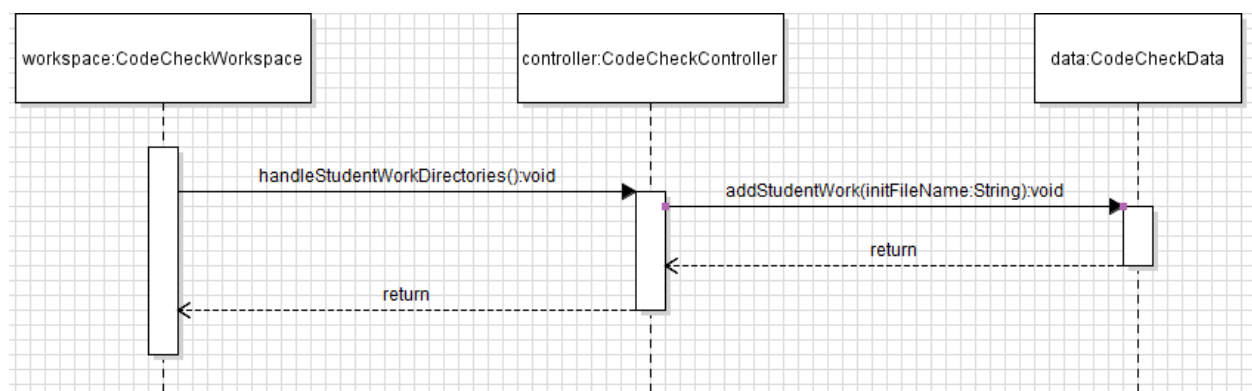 workspace:CodeCheckWorkspace
controller:CodeCheckController
data:CodeCheckData
handleStudentWorkDirectories():void
addStudentWork(initFileName:String):void
return
return